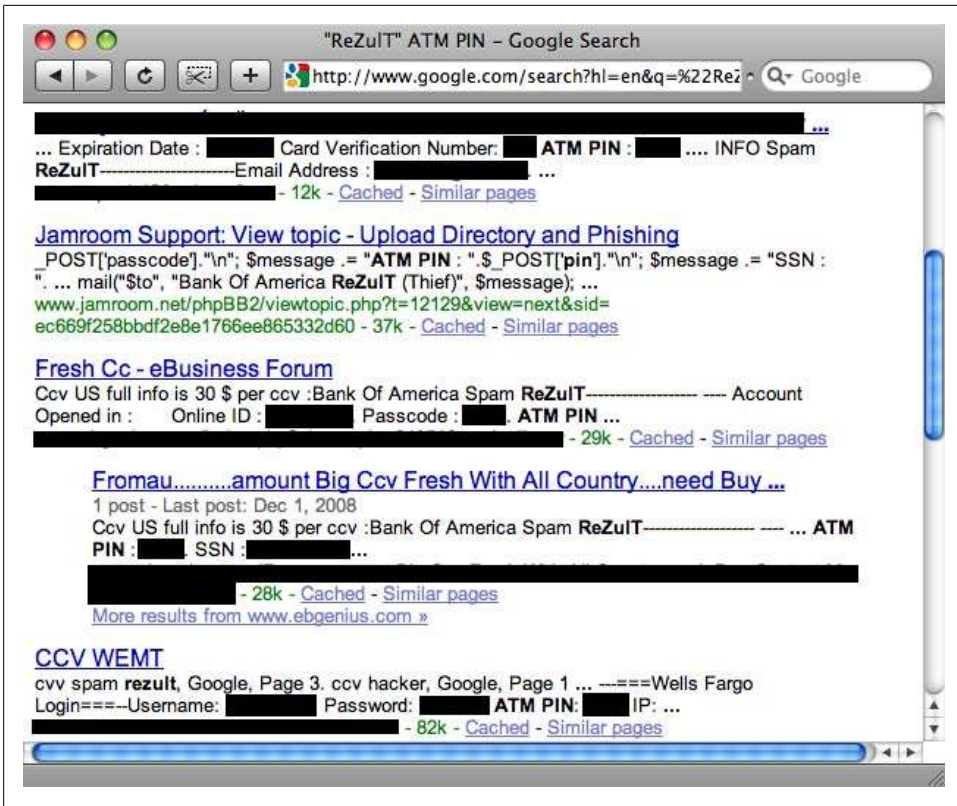 "ReZulT" ATM PIN – Google Search
http://www.google.com/search?hl=en&q=%22ReZ
Google
...
... Expiration Date : Card Verification Number: ATM PIN : .... INFO Spam
ReZulT-----------------------Email Address : . ...
- 12k - Cached - Similar pages
Jamroom Support: View topic - Upload Directory and Phishing
_POST['passcode']."\n"; $message .= "ATM PIN : ".$_POST['pin']."\n"; $message .= "SSN :
". ... mail("$to", "Bank Of America ReZulT (Thief)", $message); ...
www.jamroom.net/phpBB2/viewtopic.php?t=12129&view=next&sid=
ec669f258bbdf2e8e1766ee865332d60 - 37k - Cached - Similar pages
Fresh Cc - eBusiness Forum
Ccv US full info is 30 $ per ccv :Bank Of America Spam ReZulT------------------- ---- Account
Opened in : Online ID : . Passcode : . ATM PIN ...
- 29k - Cached - Similar pages
Fromau..........amount Big Ccv Fresh With All Country....need Buy ...
1 post - Last post: Dec 1, 2008
Ccv US full info is 30 $ per ccv :Bank Of America Spam ReZulT------------------- ---- ... ATM
PIN : . SSN : ...
- 28k - Cached - Similar pages
More results from www.ebgenius.com »
CCV WEMT
cvv spam rezult, Google, Page 3. ccv hacker, Google, Page 1 ... ---===Wells Fargo
Login===--Username: Password: ATM PIN: IP: ...
- 82k - Cached - Similar pages